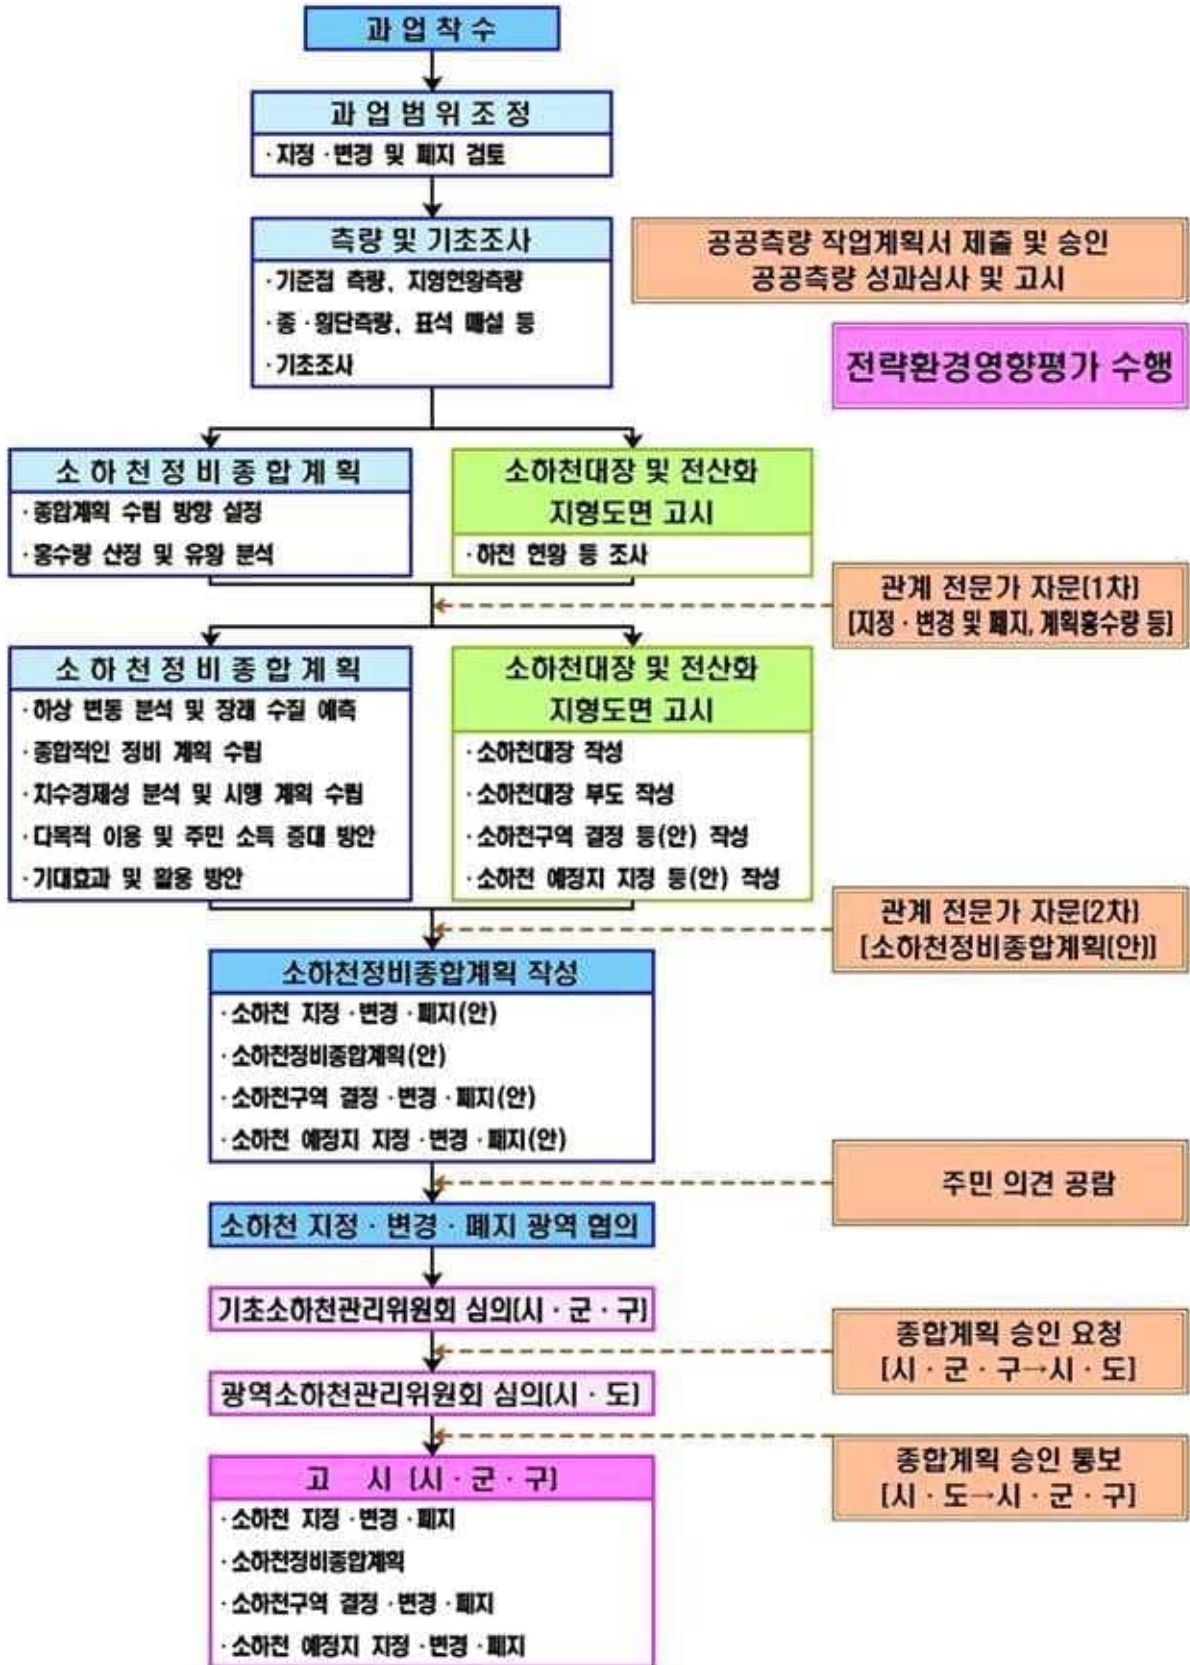 과 업 착 수
과 업 범 위 조 정
·지정·변경 및 폐지 검토
측량 및 기초조사
·기준점 측량, 지형현황측량
·종·횡단측량, 표석 매설 등
·기초조사
공공측량 작업계획서 제출 및 승인
공공측량 성과심사 및 고시
전략환경영향평가 수행
소 하 천 정 비 종 합 계 획
·종합계획 수립 방향 설정
·홍수량 산정 및 유황 분석
소하천대장 및 전산화
지형도면 고시
·하천 현황 등 조사
관계 전문가 자문(1차)
[지정·변경 및 폐지, 계획홍수량 등]
소 하 천 정 비 종 합 계 획
·하상 변동 분석 및 장래 수질 예측
·종합적인 정비 계획 수립
·치수경제성 분석 및 시행 계획 수립
·다목적 이용 및 주민 소득 증대 방안
·기대효과 및 활용 방안
소하천대장 및 전산화
지형도면 고시
·소하천대장 작성
·소하천대장 부도 작성
·소하천구역 결정 등(안) 작성
·소하천 예정지 지정 등(안) 작성
관계 전문가 자문(2차)
[소하천정비종합계획(안)]
소하천정비종합계획 작성
·소하천 지정·변경·폐지(안)
·소하천정비종합계획(안)
·소하천구역 결정·변경·폐지(안)
·소하천 예정지 지정·변경·폐지(안)
주민 의견 공람
소하천 지정·변경·폐지 광역 협의
기초소하천관리위원회 심의(시·군·구)
종합계획 승인 요청
[시·군·구→시·도]
광역소하천관리위원회 심의(시·도)
종합계획 승인 통보
[시·도→시·군·구]
고 시 [시·군·구]
·소하천 지정·변경·폐지
·소하천정비종합계획
·소하천구역 결정·변경·폐지
·소하천 예정지 지정·변경·폐지